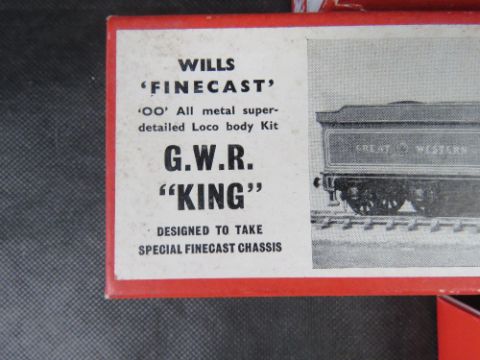 WILLS
'FINECAST'
'OO' All metal super-
detailed Loco body Kit
G.W.R.
"KING"
DESIGNED TO TAKE
SPECIAL FINECAST CHASSIS
GREAT WESTERN